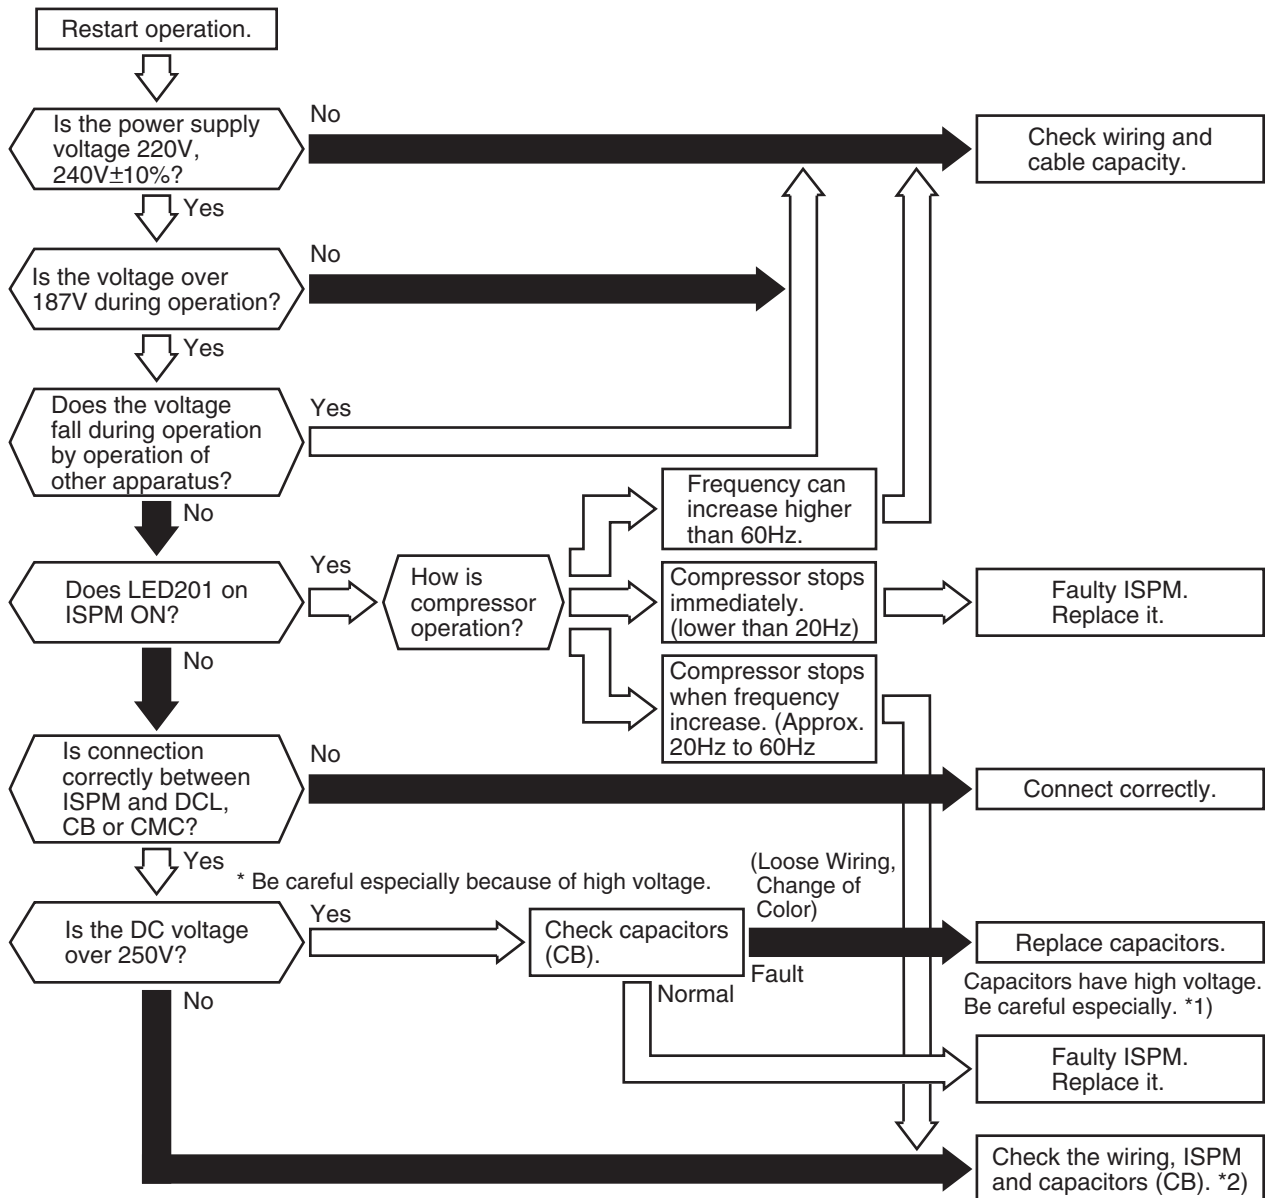 Restart operation.
Is the power supply
voltage 220V,
240V±10%?
No
Check wiring and
cable capacity.
Yes
Is the voltage over
187V during operation?
No
Yes
Does the voltage
fall during operation
by operation of
other apparatus?
Yes
No
Does LED201 on
ISPM ON?
Yes
How is
compressor
operation?
Frequency can
increase higher
than 60Hz.
Compressor stops
immediately.
(lower than 20Hz)
Faulty ISPM.
Replace it.
Compressor stops
when frequency
increase. (Approx.
20Hz to 60Hz
No
Is connection
correctly between
ISPM and DCL,
CB or CMC?
No
Connect correctly.
Yes
* Be careful especially because of high voltage.
Is the DC voltage
over 250V?
Yes
Check capacitors
(CB).
(Loose Wiring,
Change of
Color)
Fault
Replace capacitors.
Capacitors have high voltage.
Be careful especially. *1)
Normal
Faulty ISPM.
Replace it.
No
Check the wiring, ISPM
and capacitors (CB). *2)